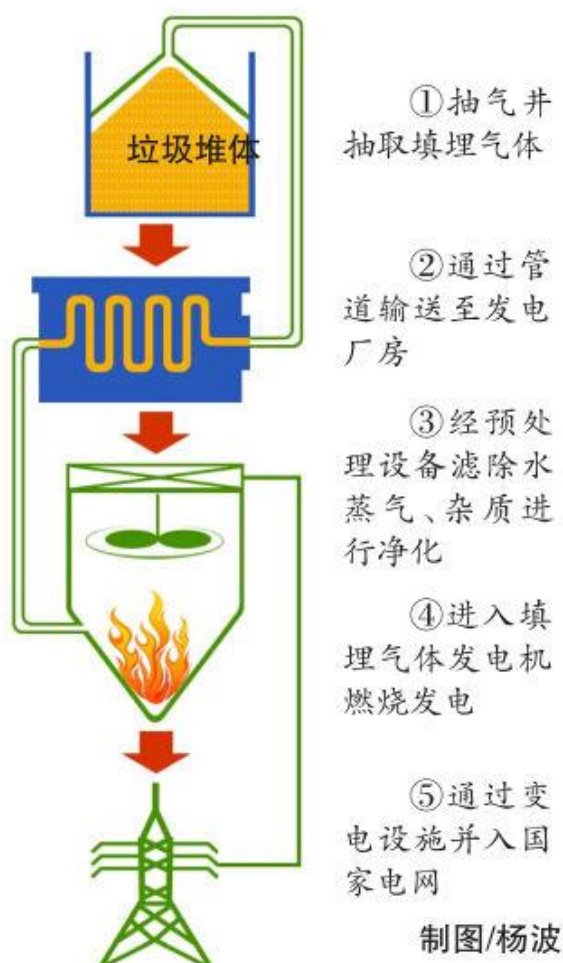 垃圾堆体
①抽气井
抽取填埋气体
②通过管
道输送至发电
厂房
③经预处
理设备滤除水
蒸气、杂质进
行净化
④进入填
埋气体发电机
燃烧发电
⑤通过变
电设施并入国
家电网
制图/杨波